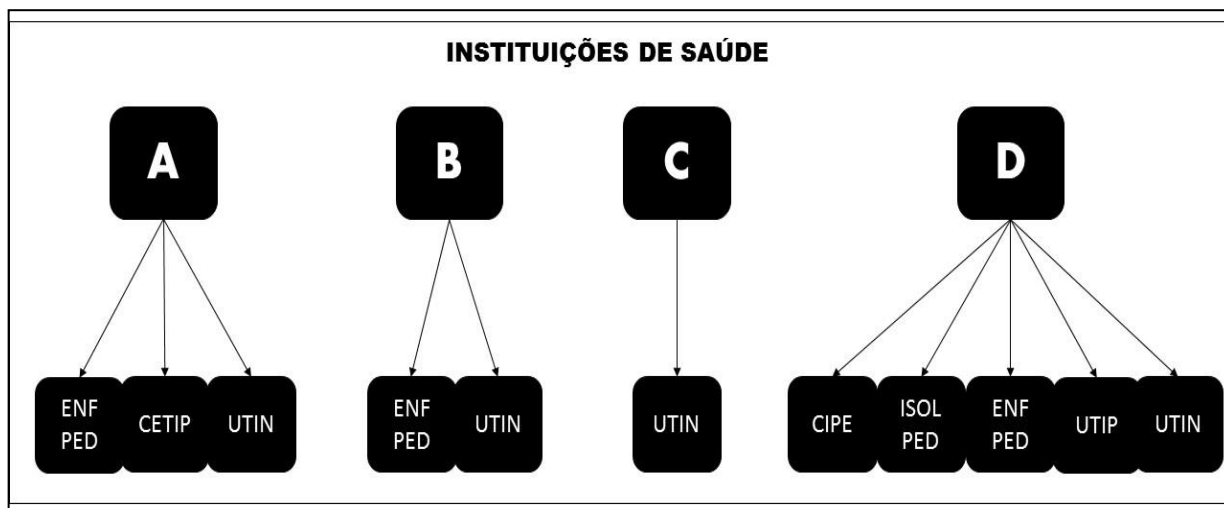 INSTITUIÇÕES DE SAÚDE
A
B
C
D
ENF
PED
CETIP
UTIN
ENF
PED
UTIN
UTIN
CIPE
ISOL
PED
ENF
PED
UTIP
UTIN